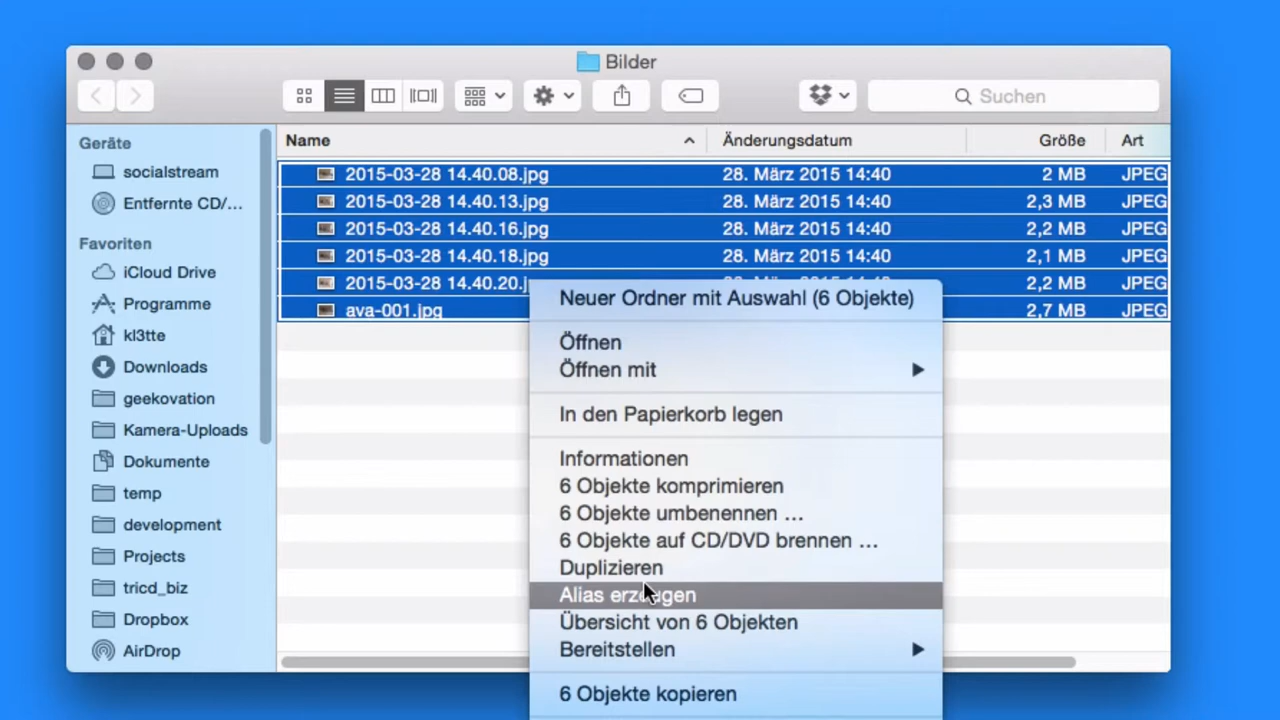 Bilder
Suchen
Geräte
socialstream
Entfernte CD/...
Favoriten
iCloud Drive
Programme
kl3tte
Downloads
geekovation
Kamera-Uploads
Dokumente
temp
development
Projects
tricd_biz
Dropbox
AirDrop
Name Änderungsdatum Größe Art
2015-03-28 14.40.08.jpg 28. März 2015 14:40 2 MB JPEG
2015-03-28 14.40.13.jpg 28. März 2015 14:40 2,3 MB JPEG
2015-03-28 14.40.16.jpg 28. März 2015 14:40 2,2 MB JPEG
2015-03-28 14.40.18.jpg 28. März 2015 14:40 2,1 MB JPEG
2015-03-28 14.40.20.j 28. März 2015 14:40 2,2 MB JPEG
ava-001.jpg 2,7 MB JPEG
Neuer Ordner mit Auswahl (6 Objekte)
Öffnen
Öffnen mit
In den Papierkorb legen
Informationen
6 Objekte komprimieren
6 Objekte umbenennen ...
6 Objekte auf CD/DVD brennen ...
Duplizieren
Alias erzeugen
Übersicht von 6 Objekten
Bereitstellen
6 Objekte kopieren